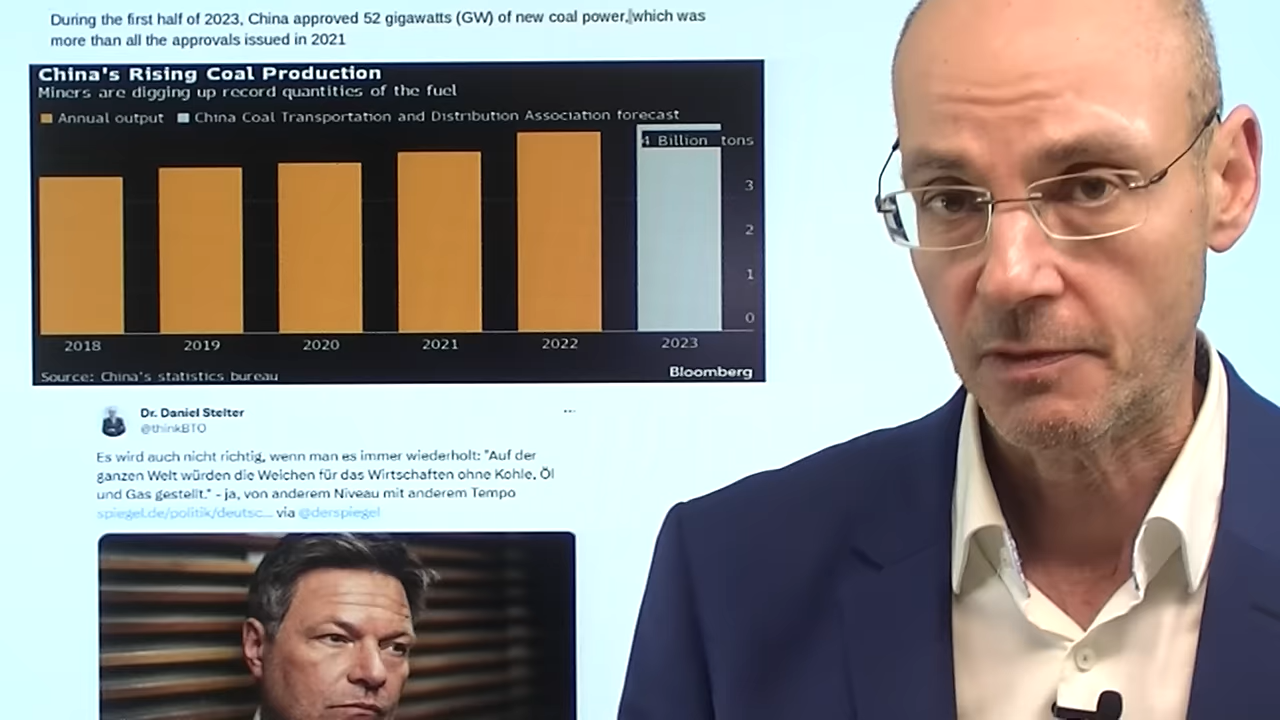 During the first half of 2023, China approved 52 gigawatts (GW) of new coal power, which was
more than all the approvals issued in 2021
China's Rising Coal Production
Miners are digging up record quantities of the fuel
Annual output China Coal Transportation and Distribution Association forecast
4 Billion tons
3
2
1
0
2018 2019 2020 2021 2022 2023
Source: China's statistics bureau Bloomberg
Dr. Daniel Stelter
@thinkBTO
Es wird auch nicht richtig, wenn man es immer wiederholt: "Auf der
ganzen Welt würden die Weichen für das Wirtschaften ohne Kohle, Öl
und Gas gestellt." - ja, von anderem Niveau mit anderem Tempo
spiegel.de/politik/deutsc... via @derspiegel